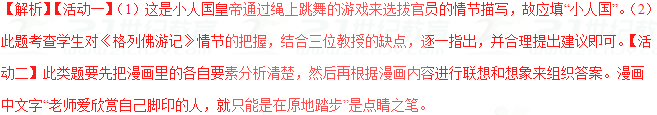 【解析】【活动一】（1）这是小人国皇帝通过绳上跳舞的游戏来选拔官员的情节描写，故应填“小人国”。（2）
此题考查学生对《格列佛游记》情节的把握，结合三位教授的缺点，逐一指出，并合理提出建议即可。【活
动二】此类题要先把漫画里的各自要素分析清楚，然后再根据漫画内容进行联想和想象来组织答案。漫画
中文字“老师爱欣赏自己脚印的人，就只能是在原地踏步”是点睛之笔。